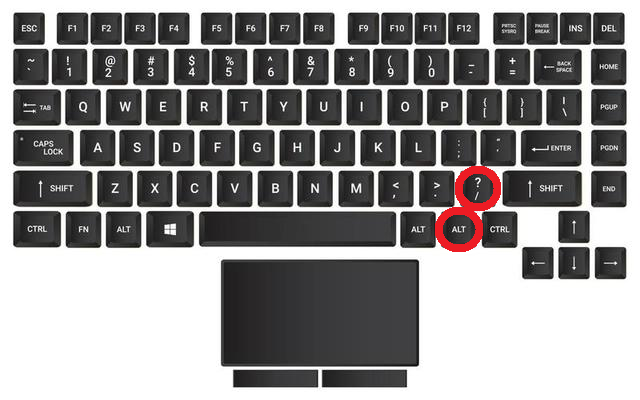 ESC F1 F2 F3 F4 F5 F6 F7 F8 F9 F10 F11 F12 PRTSC SYSRQ PAUSE BREAK INS DEL
~ ` ! 1 @ 2 # 3 $ 4 % 5 ^ 6 & 7 * 8 ( 9 ) 0 _ - + = ← BACK SPACE HOME
TAB Q W E R T Y U I O P { [ } ] | \ PGUP
* CAPS LOCK A S D F G H J K L : ; " ' ← ENTER PGDN
↑ SHIFT Z X C V B N M < , > . ? / ↑ SHIFT END
CTRL FN ALT ALT ALT CTRL ↑
← ↓ →